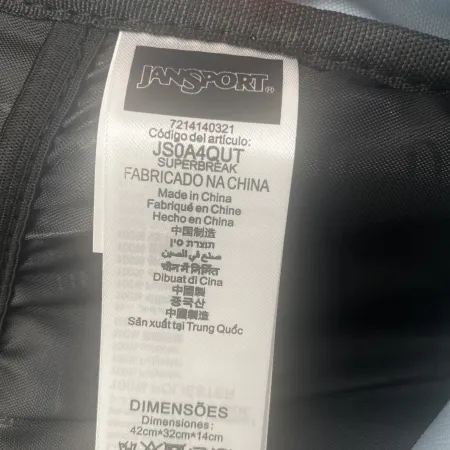 JANSPORT®
7214140321
Código del artículo:
JS0A4QUT
SUPERBREAK
FABRICADO NA CHINA
Made in China
Fabriqué en Chine
Hecho en China
中国制造
תוצרת סין
صنع في الصين
चीन में निर्मित
Dibuat di Cina
中國製
중국산
中國製造
Sản xuất tại Trung Quốc
DIMENSÕES
Dimensiones:
42cm*32cm*14cm